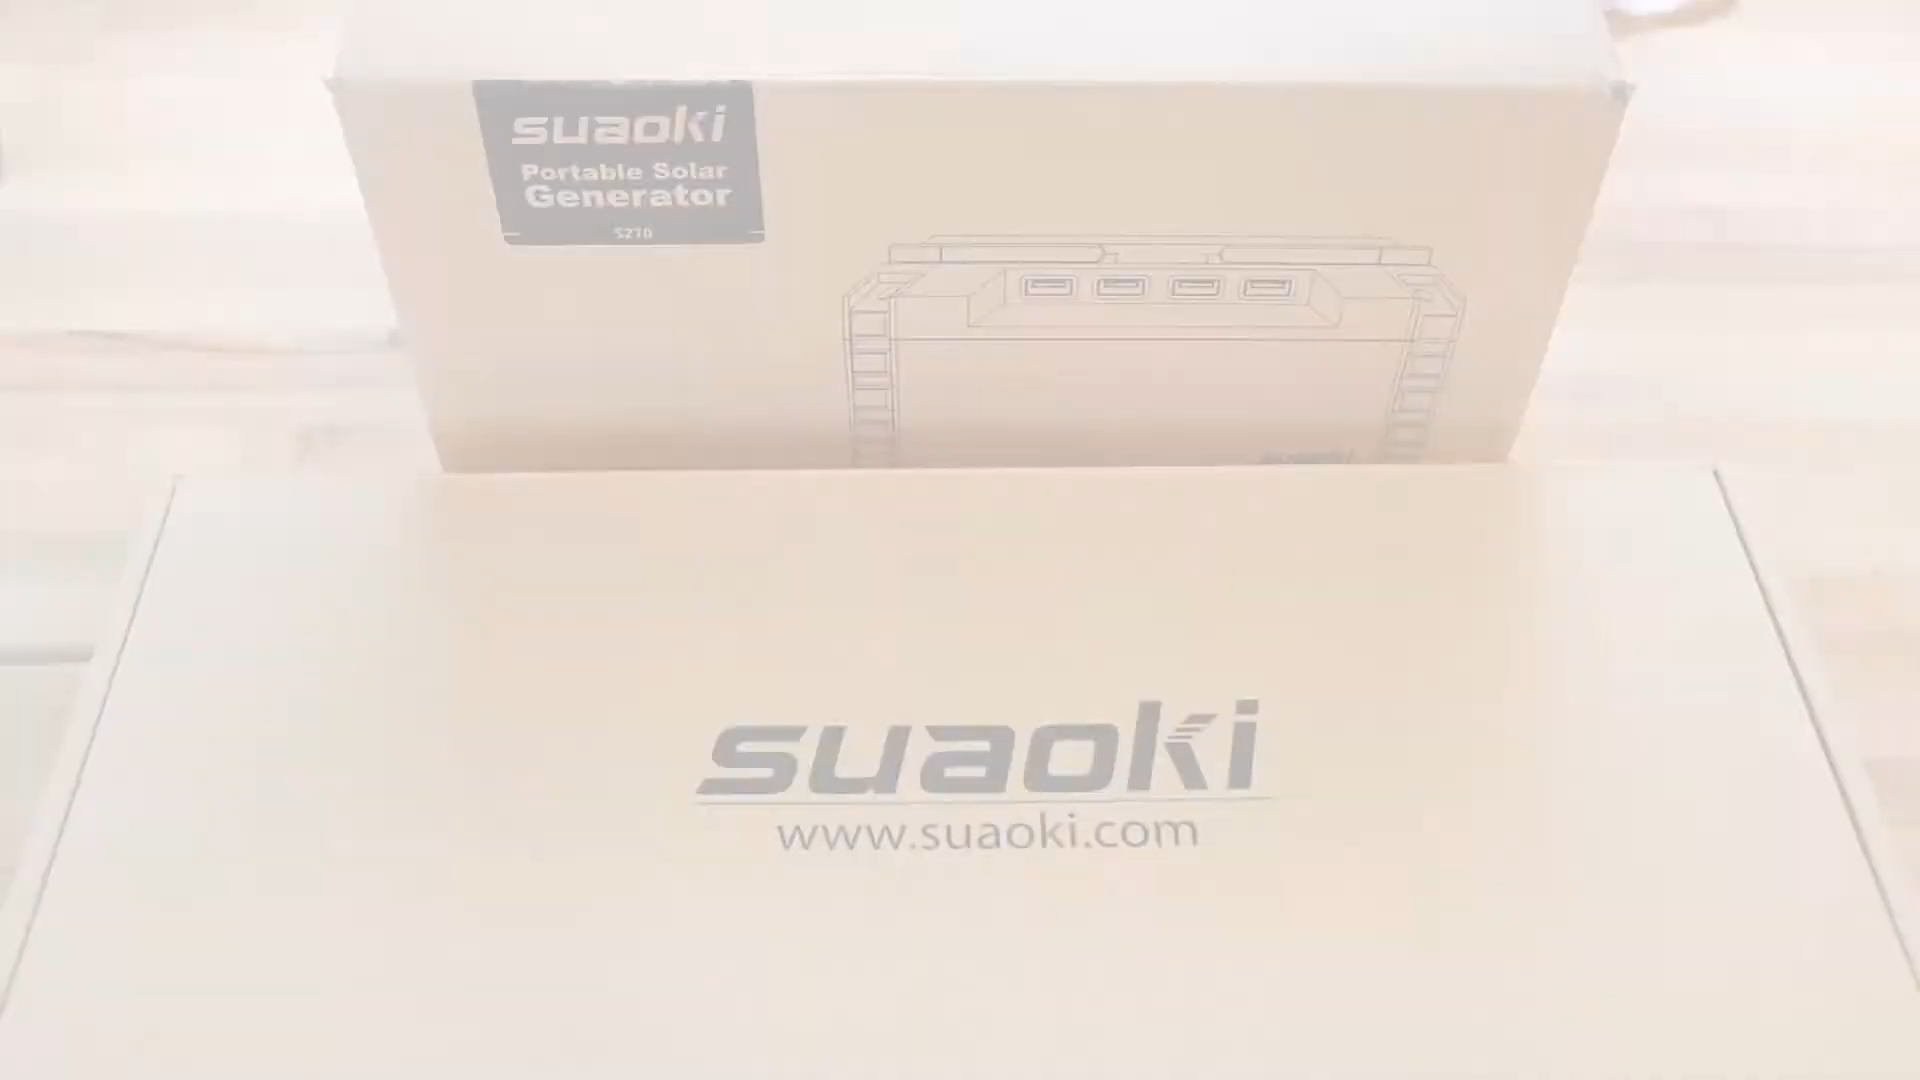 suaoki
Portable Solar
Generator
S270
suaoki
www.suaoki.com